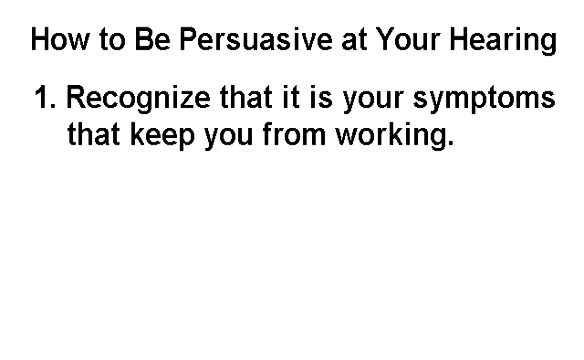 How to Be Persuasive at Your Hearing
1. Recognize that it is your symptoms
that keep you from working.